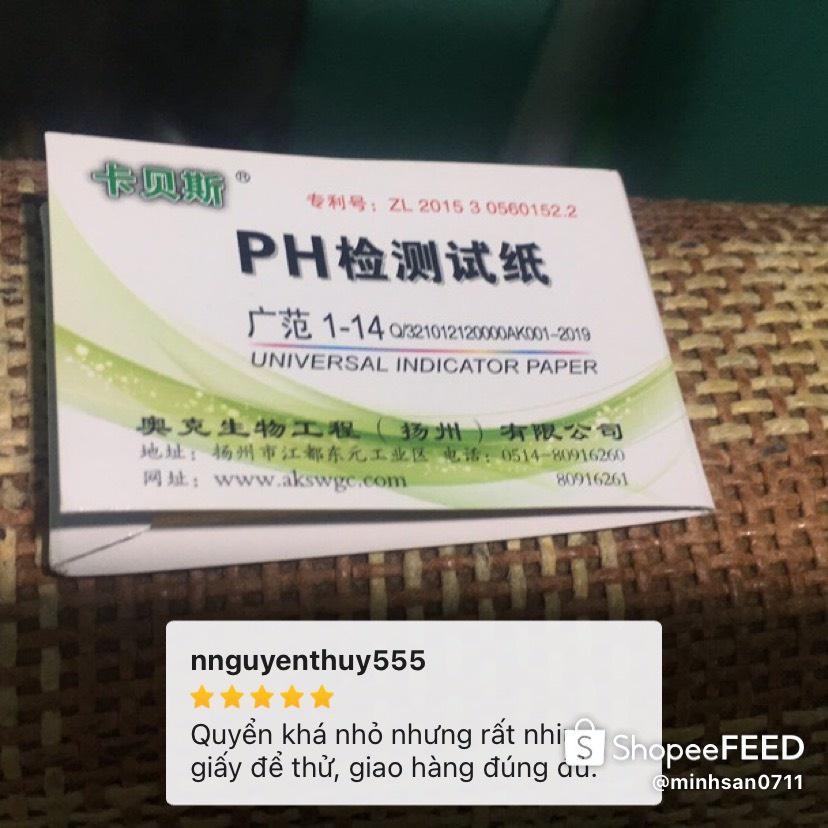 卡贝斯®
专利号：ZL 2015 3 0560152.2
PH检测试纸
广范 1-14 Q/321012120000AK001-2019
UNIVERSAL INDICATOR PAPER
奥克生物工程（扬州）有限公司
地址：扬州市江都东元工业区 电话：0514-80916260
网址：www.akswgc.com 80916261
nnguyenthuy555
Quyển khá nhỏ nhưng rất
giấy để thử, giao hàng đúng đủ.
ShopeeFEED
@minhsan0711